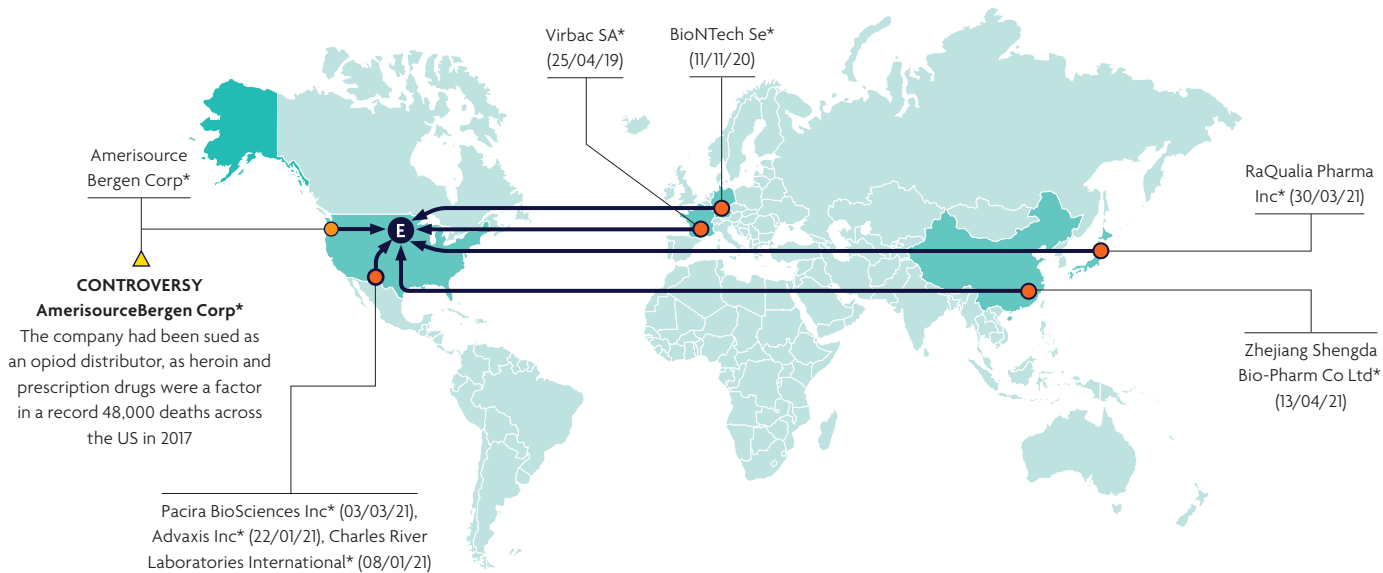 Virbac SA*
(25/04/19)
BioNTech Se*
(11/11/20)
Amerisource
Bergen Corp*
RaQualia Pharma
Inc* (30/03/21)
E
CONTROVERSY
AmerisourceBergen Corp*
The company had been sued as
an opiod distributor, as heroin and
prescription drugs were a factor
in a record 48,000 deaths across
the US in 2017
Zhejiang Shengda
Bio-Pharm Co Ltd*
(13/04/21)
Pacira BioSciences Inc* (03/03/21),
Advaxis Inc* (22/01/21), Charles River
Laboratories International* (08/01/21)